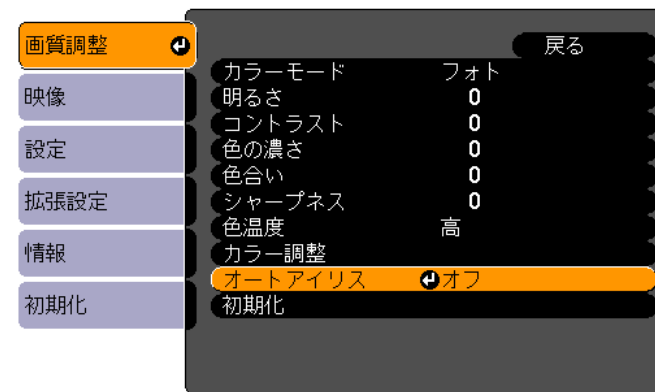 画質調整
映像
設定
拡張設定
情報
初期化
戻る
カラーモード フォト
明るさ 0
コントラスト 0
色の濃さ 0
色合い 0
シャープネス 0
色温度 高
カラー調整
オートアイリス オフ
初期化